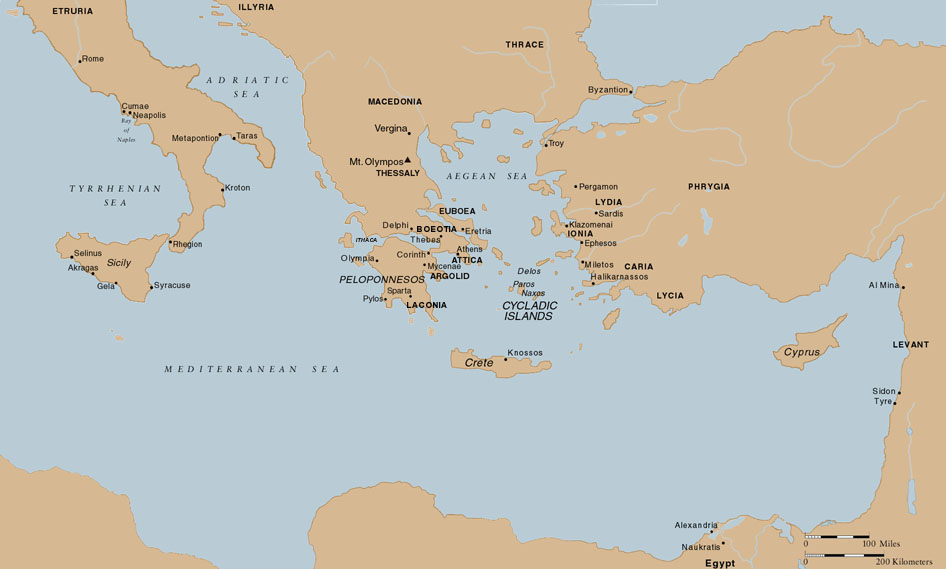 ETRURIA
ILLYRIA
THRACE
Rome
ADRIATIC
SEA
Byzantion
MACEDONIA
Cumae
Neapolis
Bay
of
Naples
Vergina
Metapontion
Taras
Troy
Mt. Olympos
THESSALY
AEGEAN SEA
TYRRHENIAN
SEA
Kroton
Pergamon
PHRYGIA
LYDIA
Sardis
EUBOEA
Delphi
BOEOTIA
Eretria
Klazomenai
IONIA
ITHACA
Thebes
Rhegion
Ephesos
Selinus
Sicily
Athens
Corinth
Olympia
ATTICA
Akragas
Mycenae
Miletos
CARIA
Delos
ARGOLID
Halikarnassos
PELOPONNESOS
Gela
Syracuse
Paros
Sparta
Naxos
LYCIA
Al Mina
Pylos
LACONIA
CYCLADIC
ISLANDS
LEVANT
Knossos
Crete
Cyprus
MEDITERRANEAN SEA
Sidon
Tyre
Alexandria
Naukratis
Egypt
0 100 Miles
0 200 Kilometers